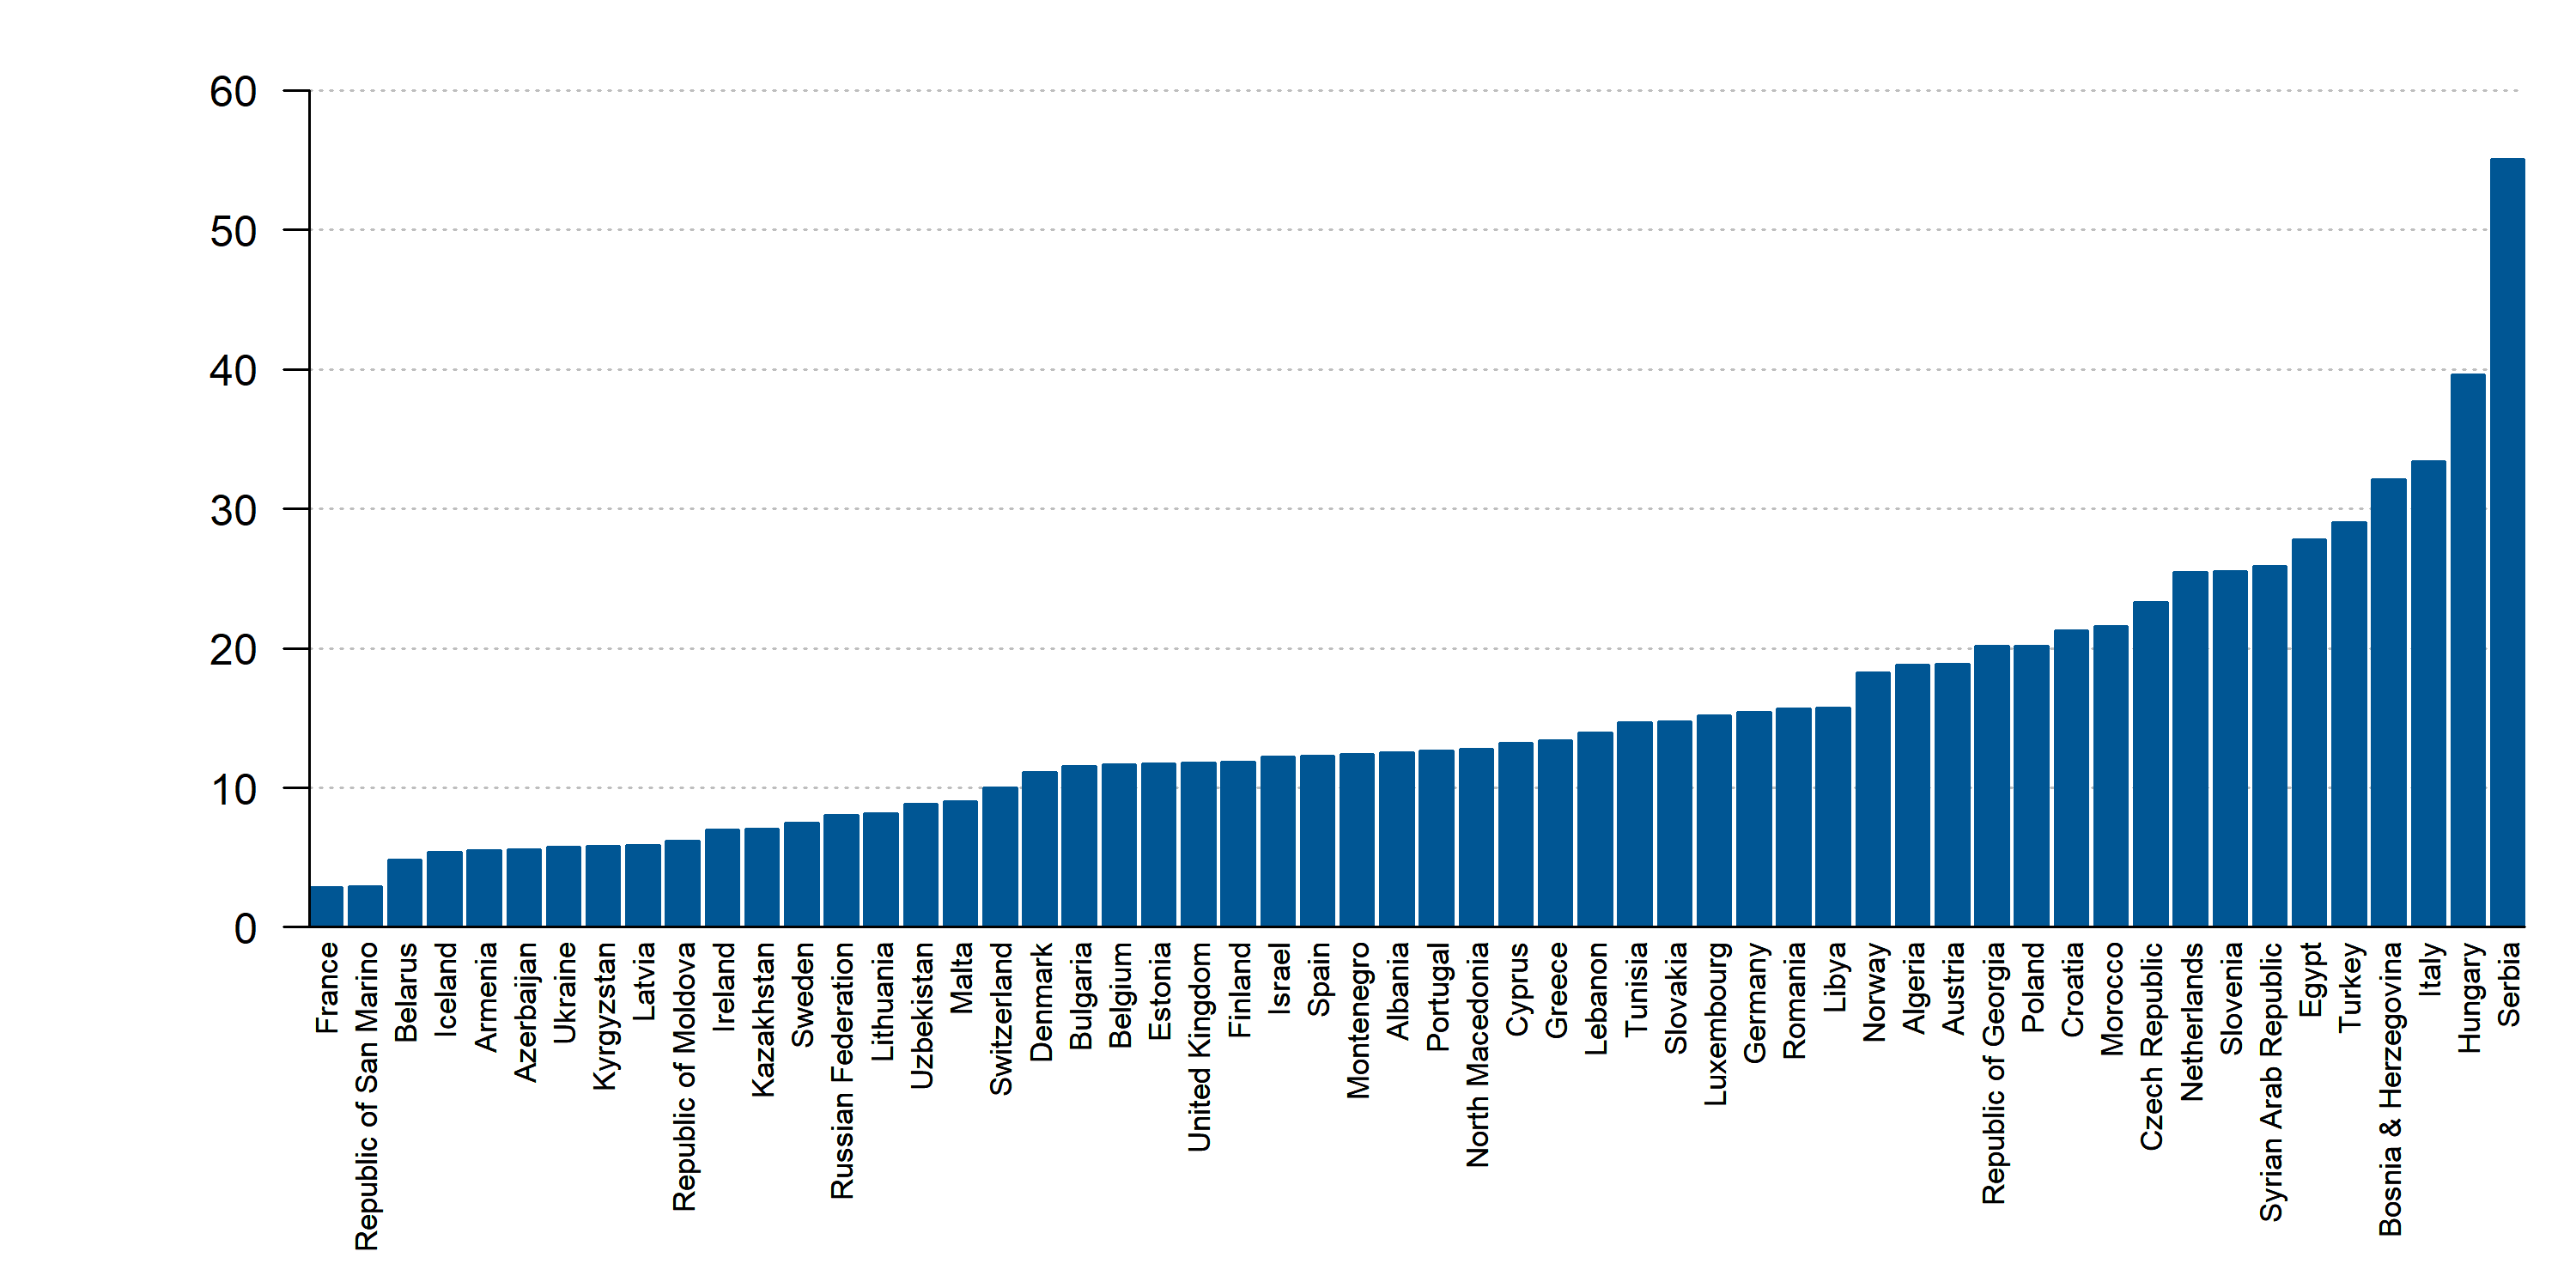 60
50
40
30
20
10
0
France
Republic of San Marino
Belarus
Iceland
Armenia
Azerbaijan
Ukraine
Kyrgyzstan
Latvia
Republic of Moldova
Ireland
Kazakhstan
Sweden
Russian Federation
Lithuania
Uzbekistan
Malta
Switzerland
Denmark
Bulgaria
Belgium
Estonia
United Kingdom
Finland
Israel
Spain
Montenegro
Albania
Portugal
North Macedonia
Cyprus
Greece
Lebanon
Tunisia
Slovakia
Luxembourg
Germany
Romania
Libya
Norway
Algeria
Austria
Republic of Georgia
Poland
Croatia
Morocco
Czech Republic
Netherlands
Slovenia
Syrian Arab Republic
Egypt
Turkey
Bosnia & Herzegovina
Italy
Hungary
Serbia